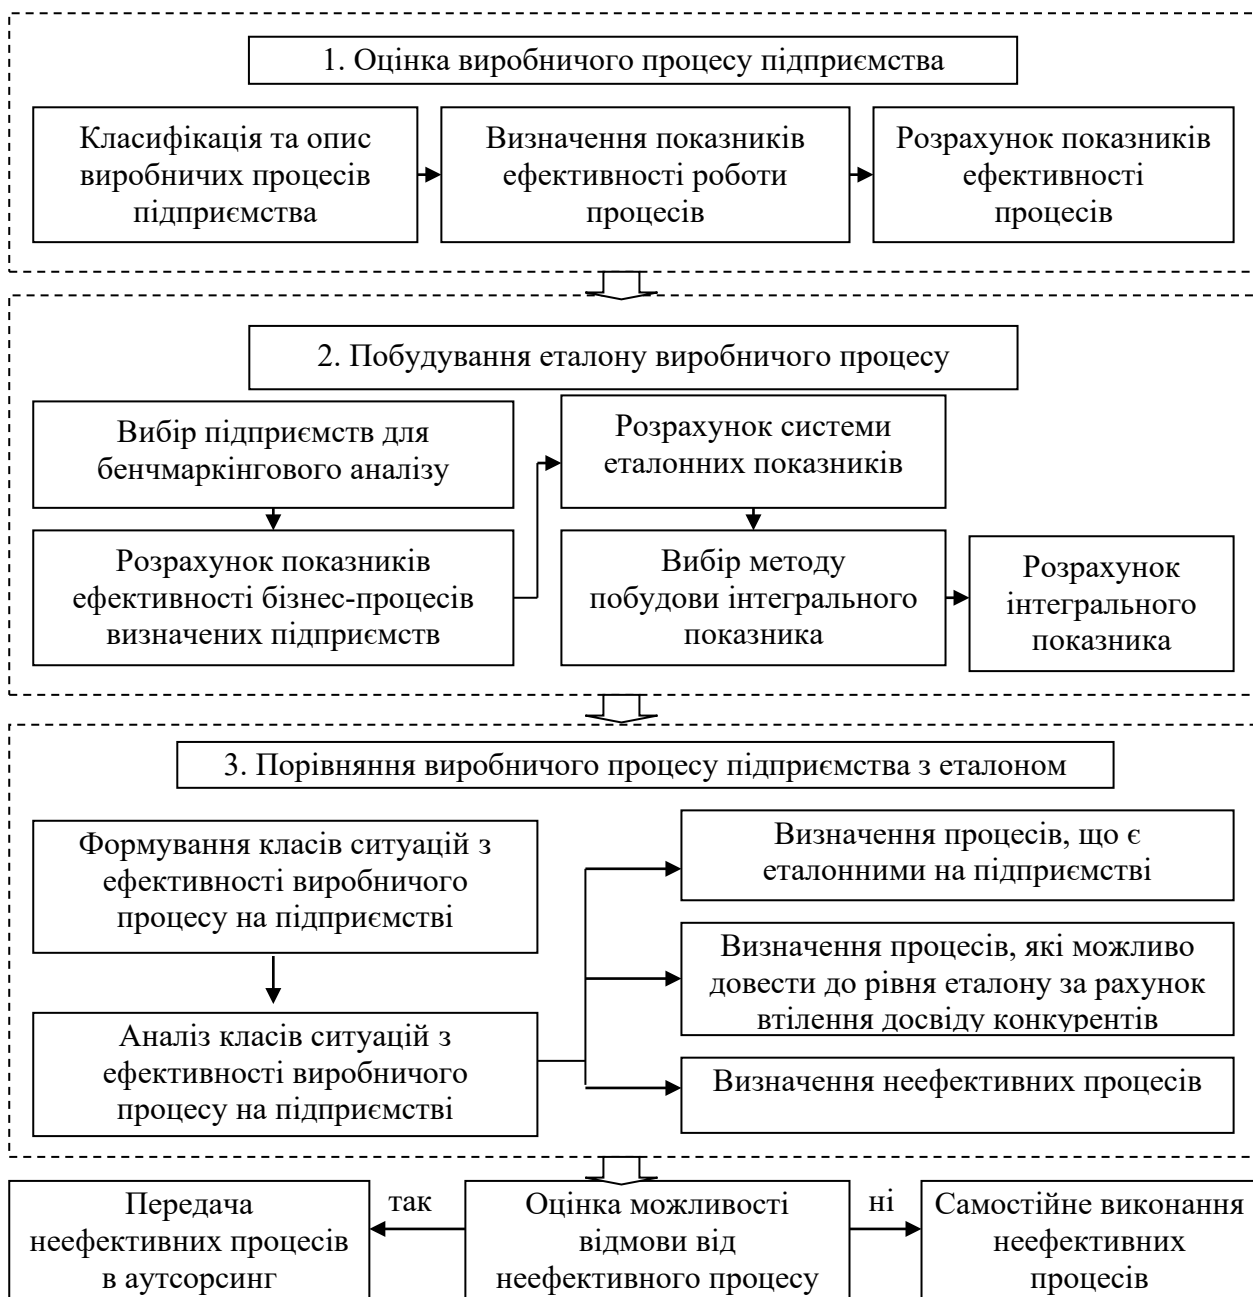 1. Оцінка виробничого процесу підприємства
Класифікація та опис
виробничих процесів
підприємства
Визначення показників
ефективності роботи
процесів
Розрахунок показників
ефективності
процесів
2. Побудування еталону виробничого процесу
Вибір підприємств для
бенчмаркінгового аналізу
Розрахунок показників
ефективності бізнес-процесів
визначених підприємств
Розрахунок системи
еталонних показників
Вибір методу
побудови інтегрального
показника
Розрахунок
інтегрального
показника
3. Порівняння виробничого процесу підприємства з еталоном
Формування класів ситуацій з
ефективності виробничого
процесу на підприємстві
Аналіз класів ситуацій з
ефективності виробничого
процесу на підприємстві
Визначення процесів, що є
еталонними на підприємстві
Визначення процесів, які можливо
довести до рівня еталону за рахунок
втілення досвіду конкурентів
Визначення неефективних процесів
Передача
неефективних процесів
в аутсорсинг
так
Оцінка можливості
відмови від
неефективного процесу
ні
Самостійне виконання
неефективних
процесів